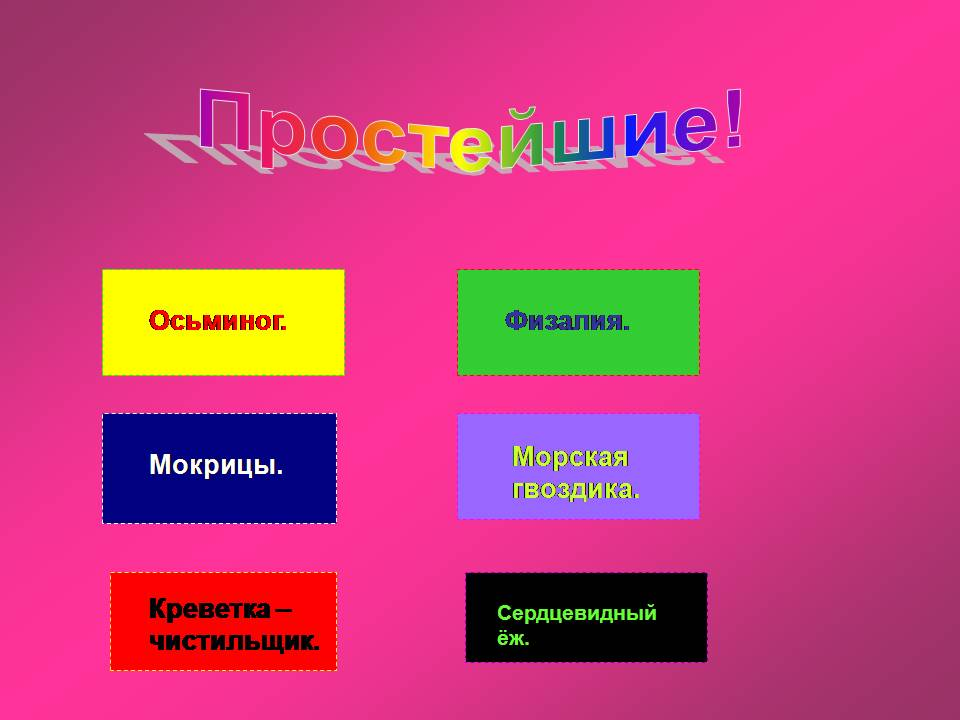 Простейшие!
Осьминог.
Физалия.
Мокрицы.
Морская
гвоздика.
Креветка –
чистильщик.
Сердцевидный
ёж.